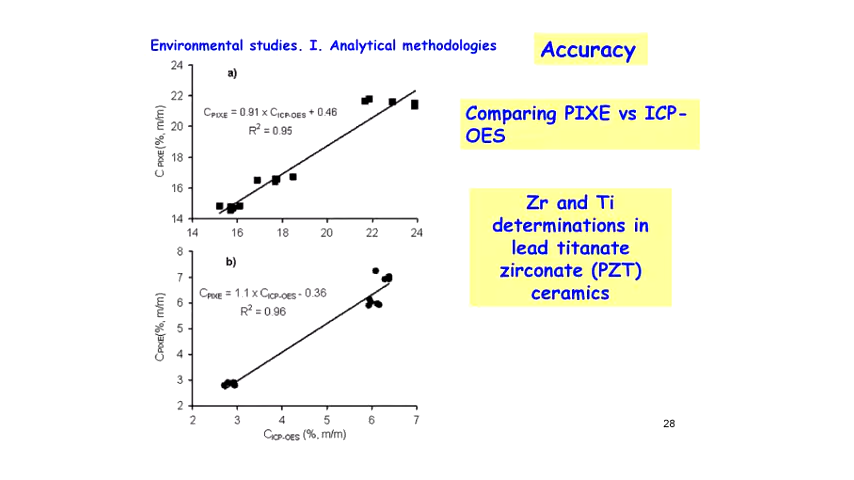 Environmental studies. I. Analytical methodologies
Accuracy
24
22
20
18
16
14
C PIXE (%, m/m)
a)
CPIXE = 0.91 x CICP-OES + 0.46
R2 = 0.95
14 16 18 20 22 24
Comparing PIXE vs ICP-
OES
8
7
6
5
4
3
2
CPIXE(%, m/m)
b)
CPIXE = 1.1 x CICP-OES - 0.36
R2 = 0.96
2 3 4 5 6 7
CICP-OES (%, m/m)
Zr and Ti
determinations in
lead titanate
zirconate (PZT)
ceramics
28